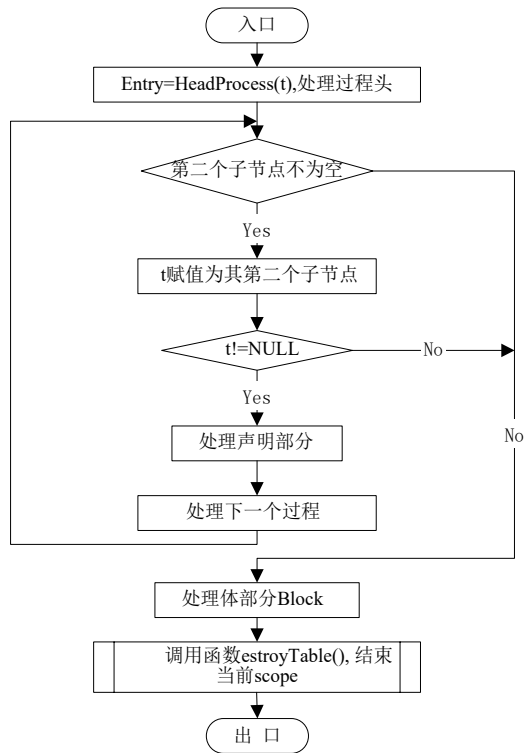 入口
Entry=HeadProcess(t),处理过程头
第二个子节点不为空
Yes
t赋值为其第二个子节点
t!=NULL
No
Yes
No
处理声明部分
处理下一个过程
处理体部分Block
调用函数estroyTable(), 结束
当前scope
出 口